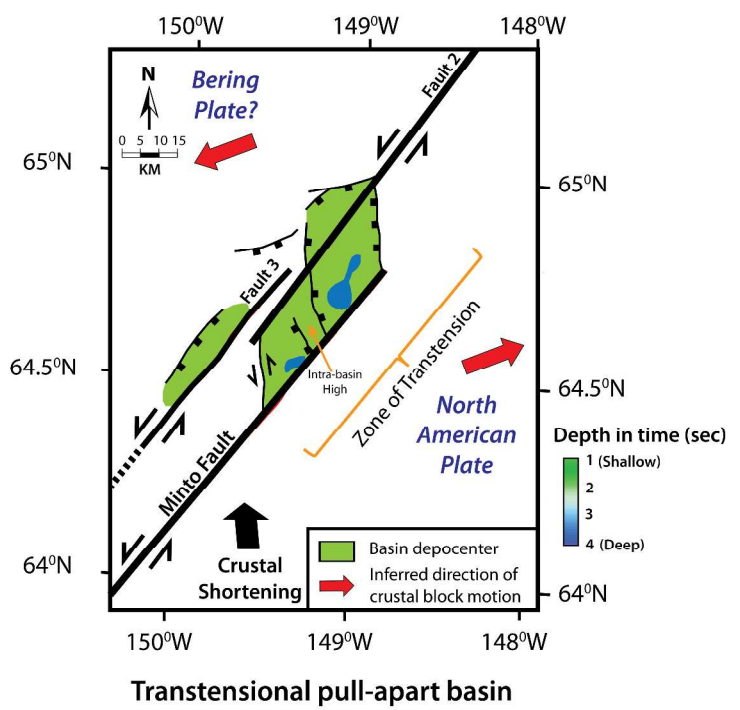 150⁰W 149⁰W 148⁰W
N
0 5 10 15
KM
Bering
Plate?
Fault 2
65⁰N
65⁰N
Fault 3
64.5⁰N
64.5⁰N
Intra-basin
High
Zone of Transtension
North
American
Plate
Depth in time (sec)
1 (Shallow)
2
3
4 (Deep)
Minto Fault
Crustal
Shortening
Basin depocenter
Inferred direction of
crustal block motion
64⁰N
64⁰N
150⁰W 149⁰W 148⁰W
Transtensional pull-apart basin